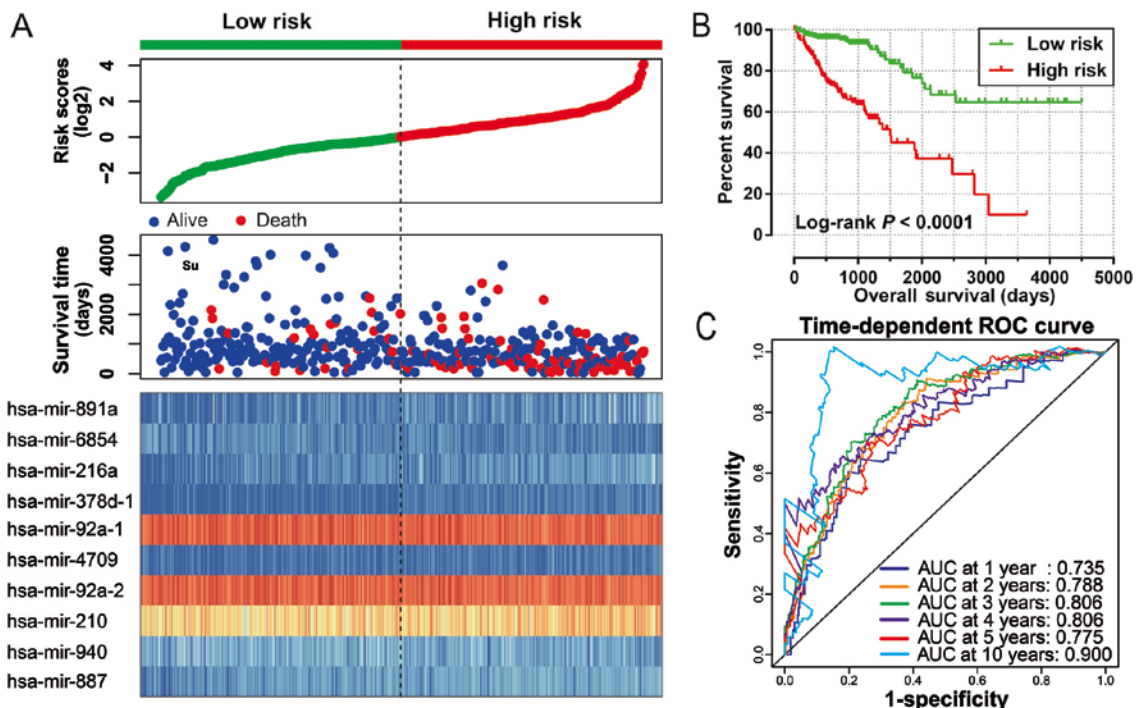 A
Low risk
High risk
Risk scores
(log2)
4
2
0
−2
Alive
Death
Survival time
(days)
4000
2000
0
Su
hsa-mir-891a
hsa-mir-6854
hsa-mir-216a
hsa-mir-378d-1
hsa-mir-92a-1
hsa-mir-4709
hsa-mir-92a-2
hsa-mir-210
hsa-mir-940
hsa-mir-887
B
Percent survival
100
80
60
40
20
0
Low risk
High risk
Log-rank P < 0.0001
0 1000 2000 3000 4000 5000
Overall survival (days)
C
Time-dependent ROC curve
Sensitivity
1.0
0.8
0.6
0.4
0.2
0.0
AUC at 1 year : 0.735
AUC at 2 years: 0.788
AUC at 3 years: 0.806
AUC at 4 years: 0.806
AUC at 5 years: 0.775
AUC at 10 years: 0.900
0.0 0.2 0.4 0.6 0.8 1.0
1-specificity